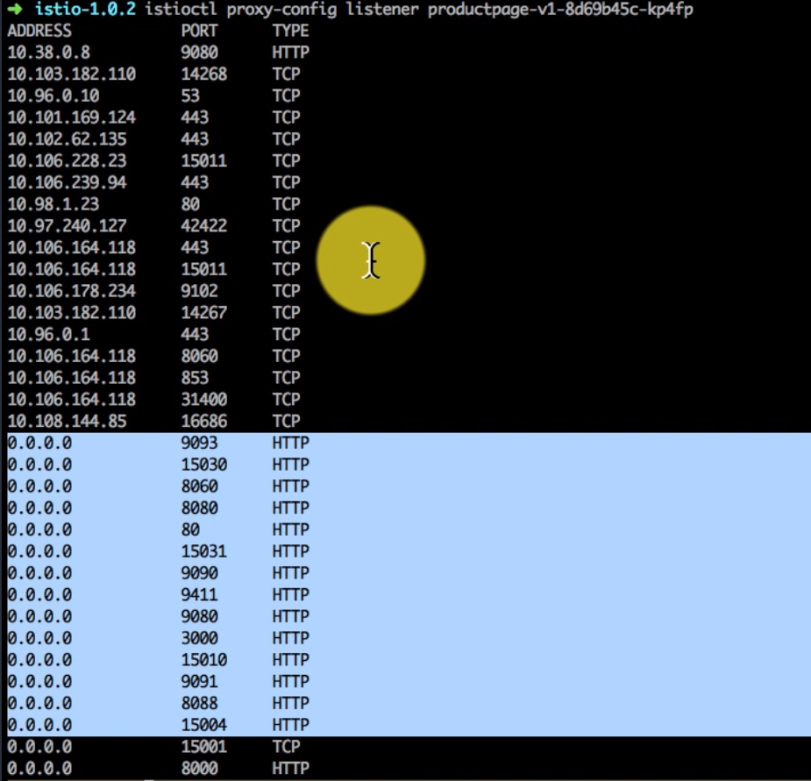 ➜ istio-1.0.2 istioctl proxy-config listener productpage-v1-8d69b45c-kp4fp
ADDRESS PORT TYPE
10.38.0.8 9080 HTTP
10.103.182.110 14268 TCP
10.96.0.10 53 TCP
10.101.169.124 443 TCP
10.102.62.135 443 TCP
10.106.228.23 15011 TCP
10.106.239.94 443 TCP
10.98.1.23 80 TCP
10.97.240.127 42422 TCP
10.106.164.118 443 TCP
10.106.164.118 15011 TCP
10.106.178.234 9102 TCP
10.103.182.110 14267 TCP
10.96.0.1 443 TCP
10.106.164.118 8060 TCP
10.106.164.118 853 TCP
10.106.164.118 31400 TCP
10.108.144.85 16686 TCP
0.0.0.0 9093 HTTP
0.0.0.0 15030 HTTP
0.0.0.0 8060 HTTP
0.0.0.0 8080 HTTP
0.0.0.0 80 HTTP
0.0.0.0 15031 HTTP
0.0.0.0 9090 HTTP
0.0.0.0 9411 HTTP
0.0.0.0 9080 HTTP
0.0.0.0 3000 HTTP
0.0.0.0 15010 HTTP
0.0.0.0 9091 HTTP
0.0.0.0 8088 HTTP
0.0.0.0 15004 HTTP
0.0.0.0 15001 TCP
0.0.0.0 8000 HTTP